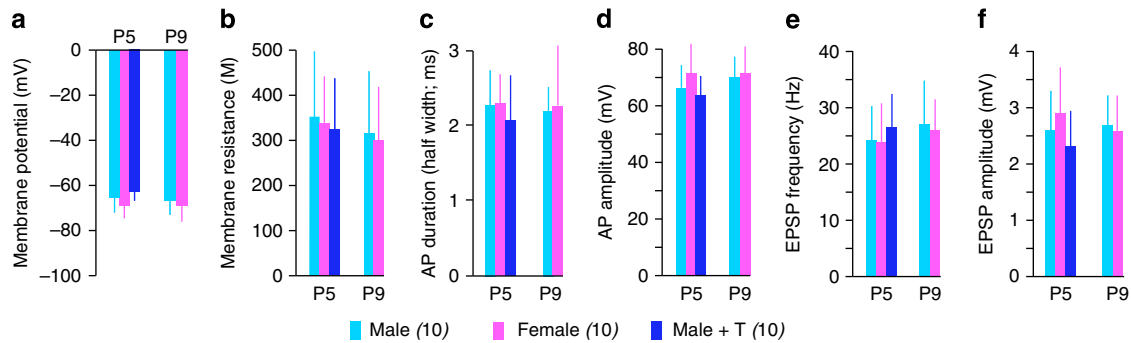 a
P5 P9
0
–20
–40
–60
–80
–100
Membrane potential (mV)
b
500
400
300
200
100
0
Membrane resistance (M)
P5 P9
c
3
2
1
0
AP duration (half width; ms)
P5 P9
d
80
60
40
20
0
AP amplitude (mV)
P5 P9
e
40
30
20
10
0
EPSP frequency (Hz)
P5 P9
f
4
3
2
1
0
EPSP amplitude (mV)
P5 P9
Male (10) Female (10) Male + T (10)